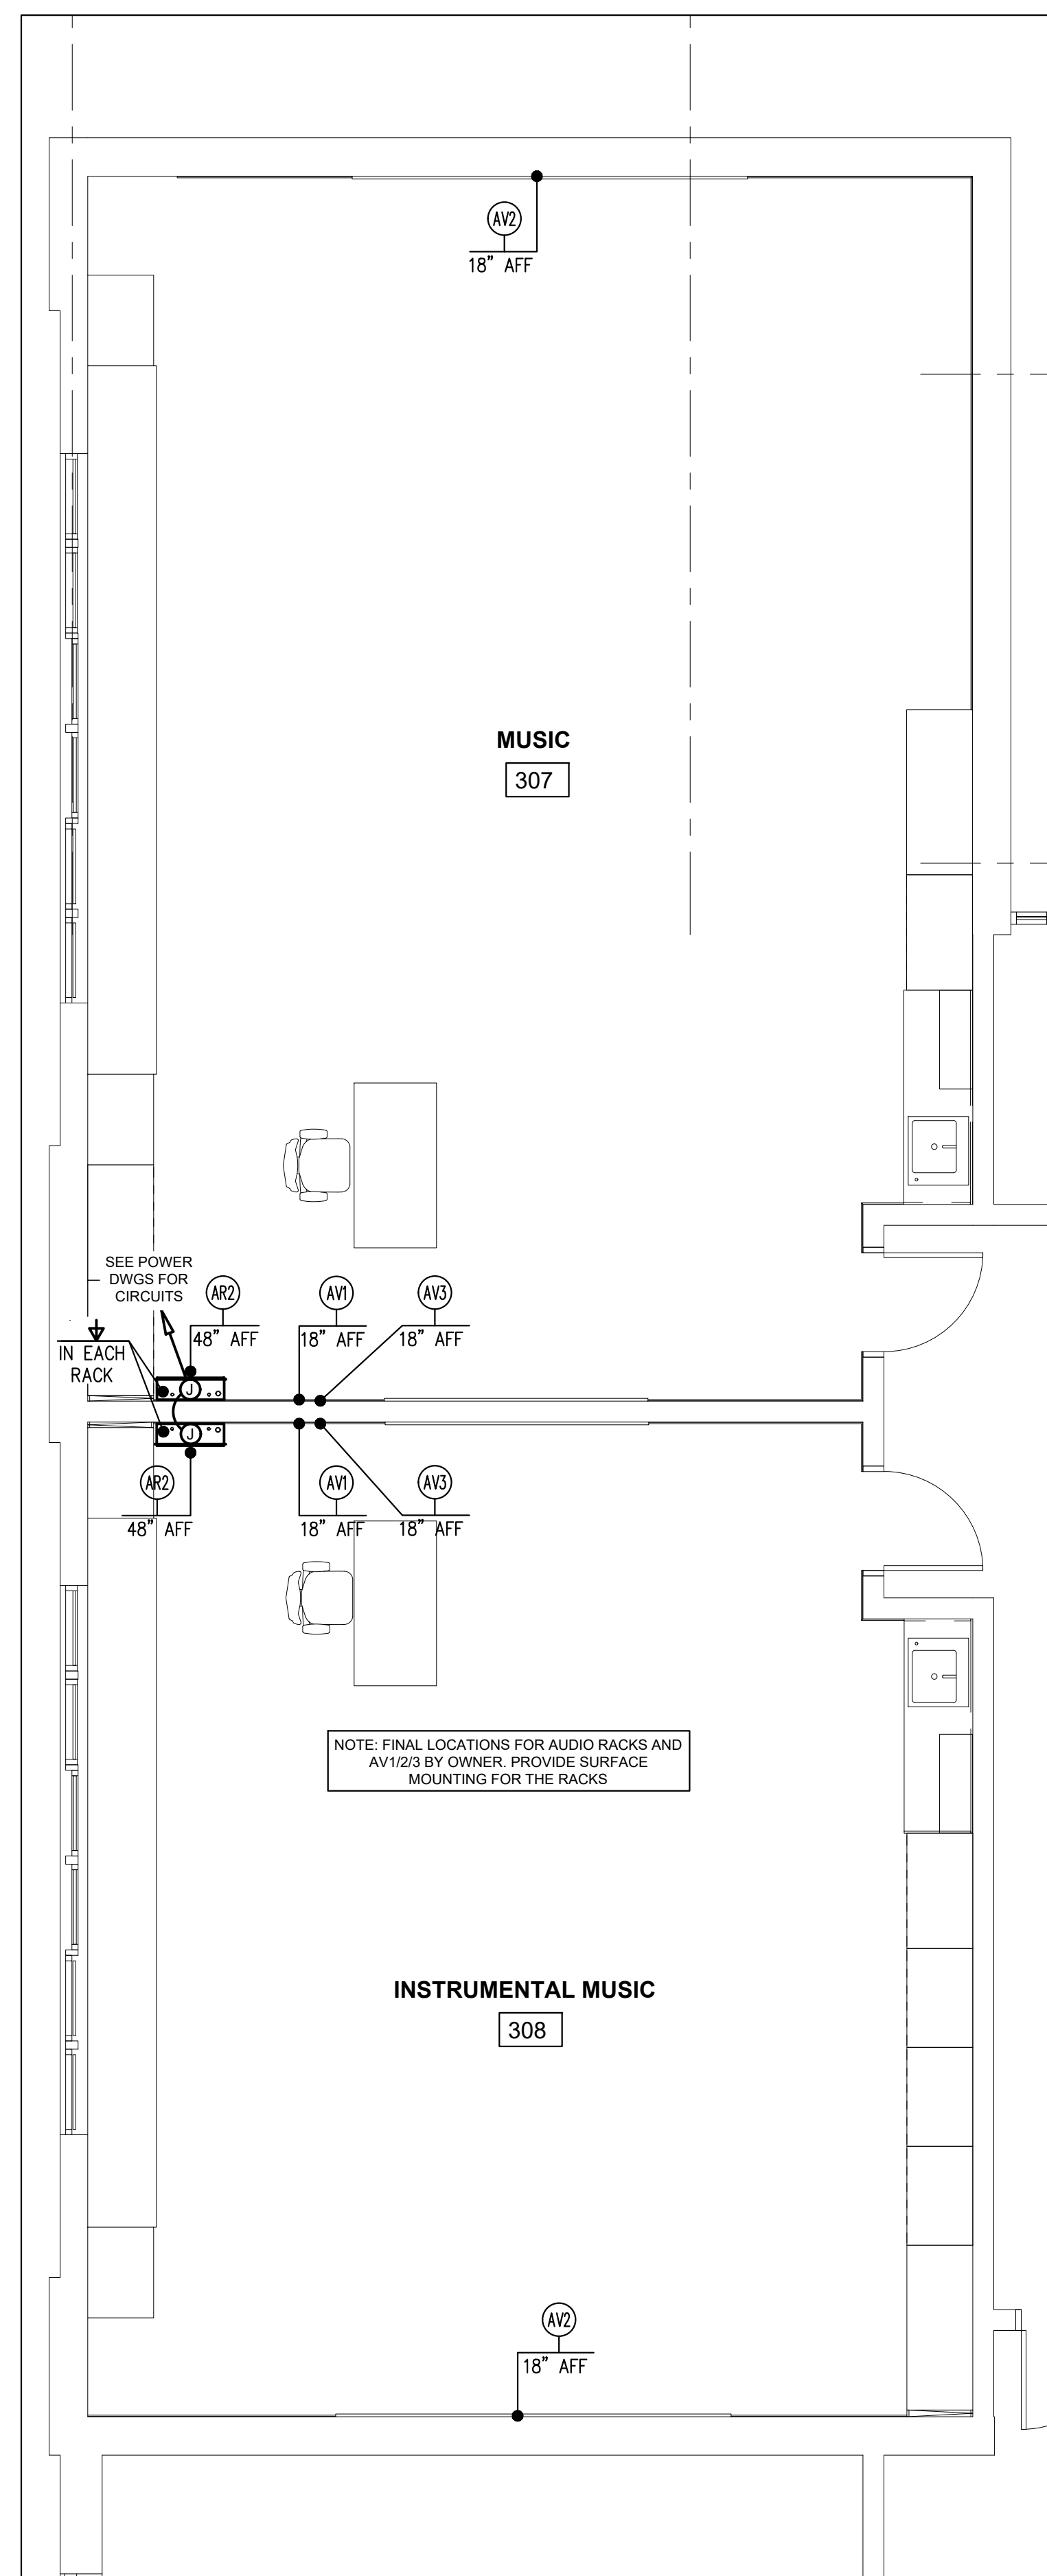 AV2
18" AFF
MUSIC
307
SEE POWER
DWGS FOR
CIRCUITS
AR2
48" AFF
AV1
18" AFF
AV3
18" AFF
IN EACH
RACK
J
J
AR2
48" AFF
AV1
18" AFF
AV3
18" AFF
NOTE: FINAL LOCATIONS FOR AUDIO RACKS AND
AV1/2/3 BY OWNER. PROVIDE SURFACE
MOUNTING FOR THE RACKS
INSTRUMENTAL MUSIC
308
AV2
18" AFF